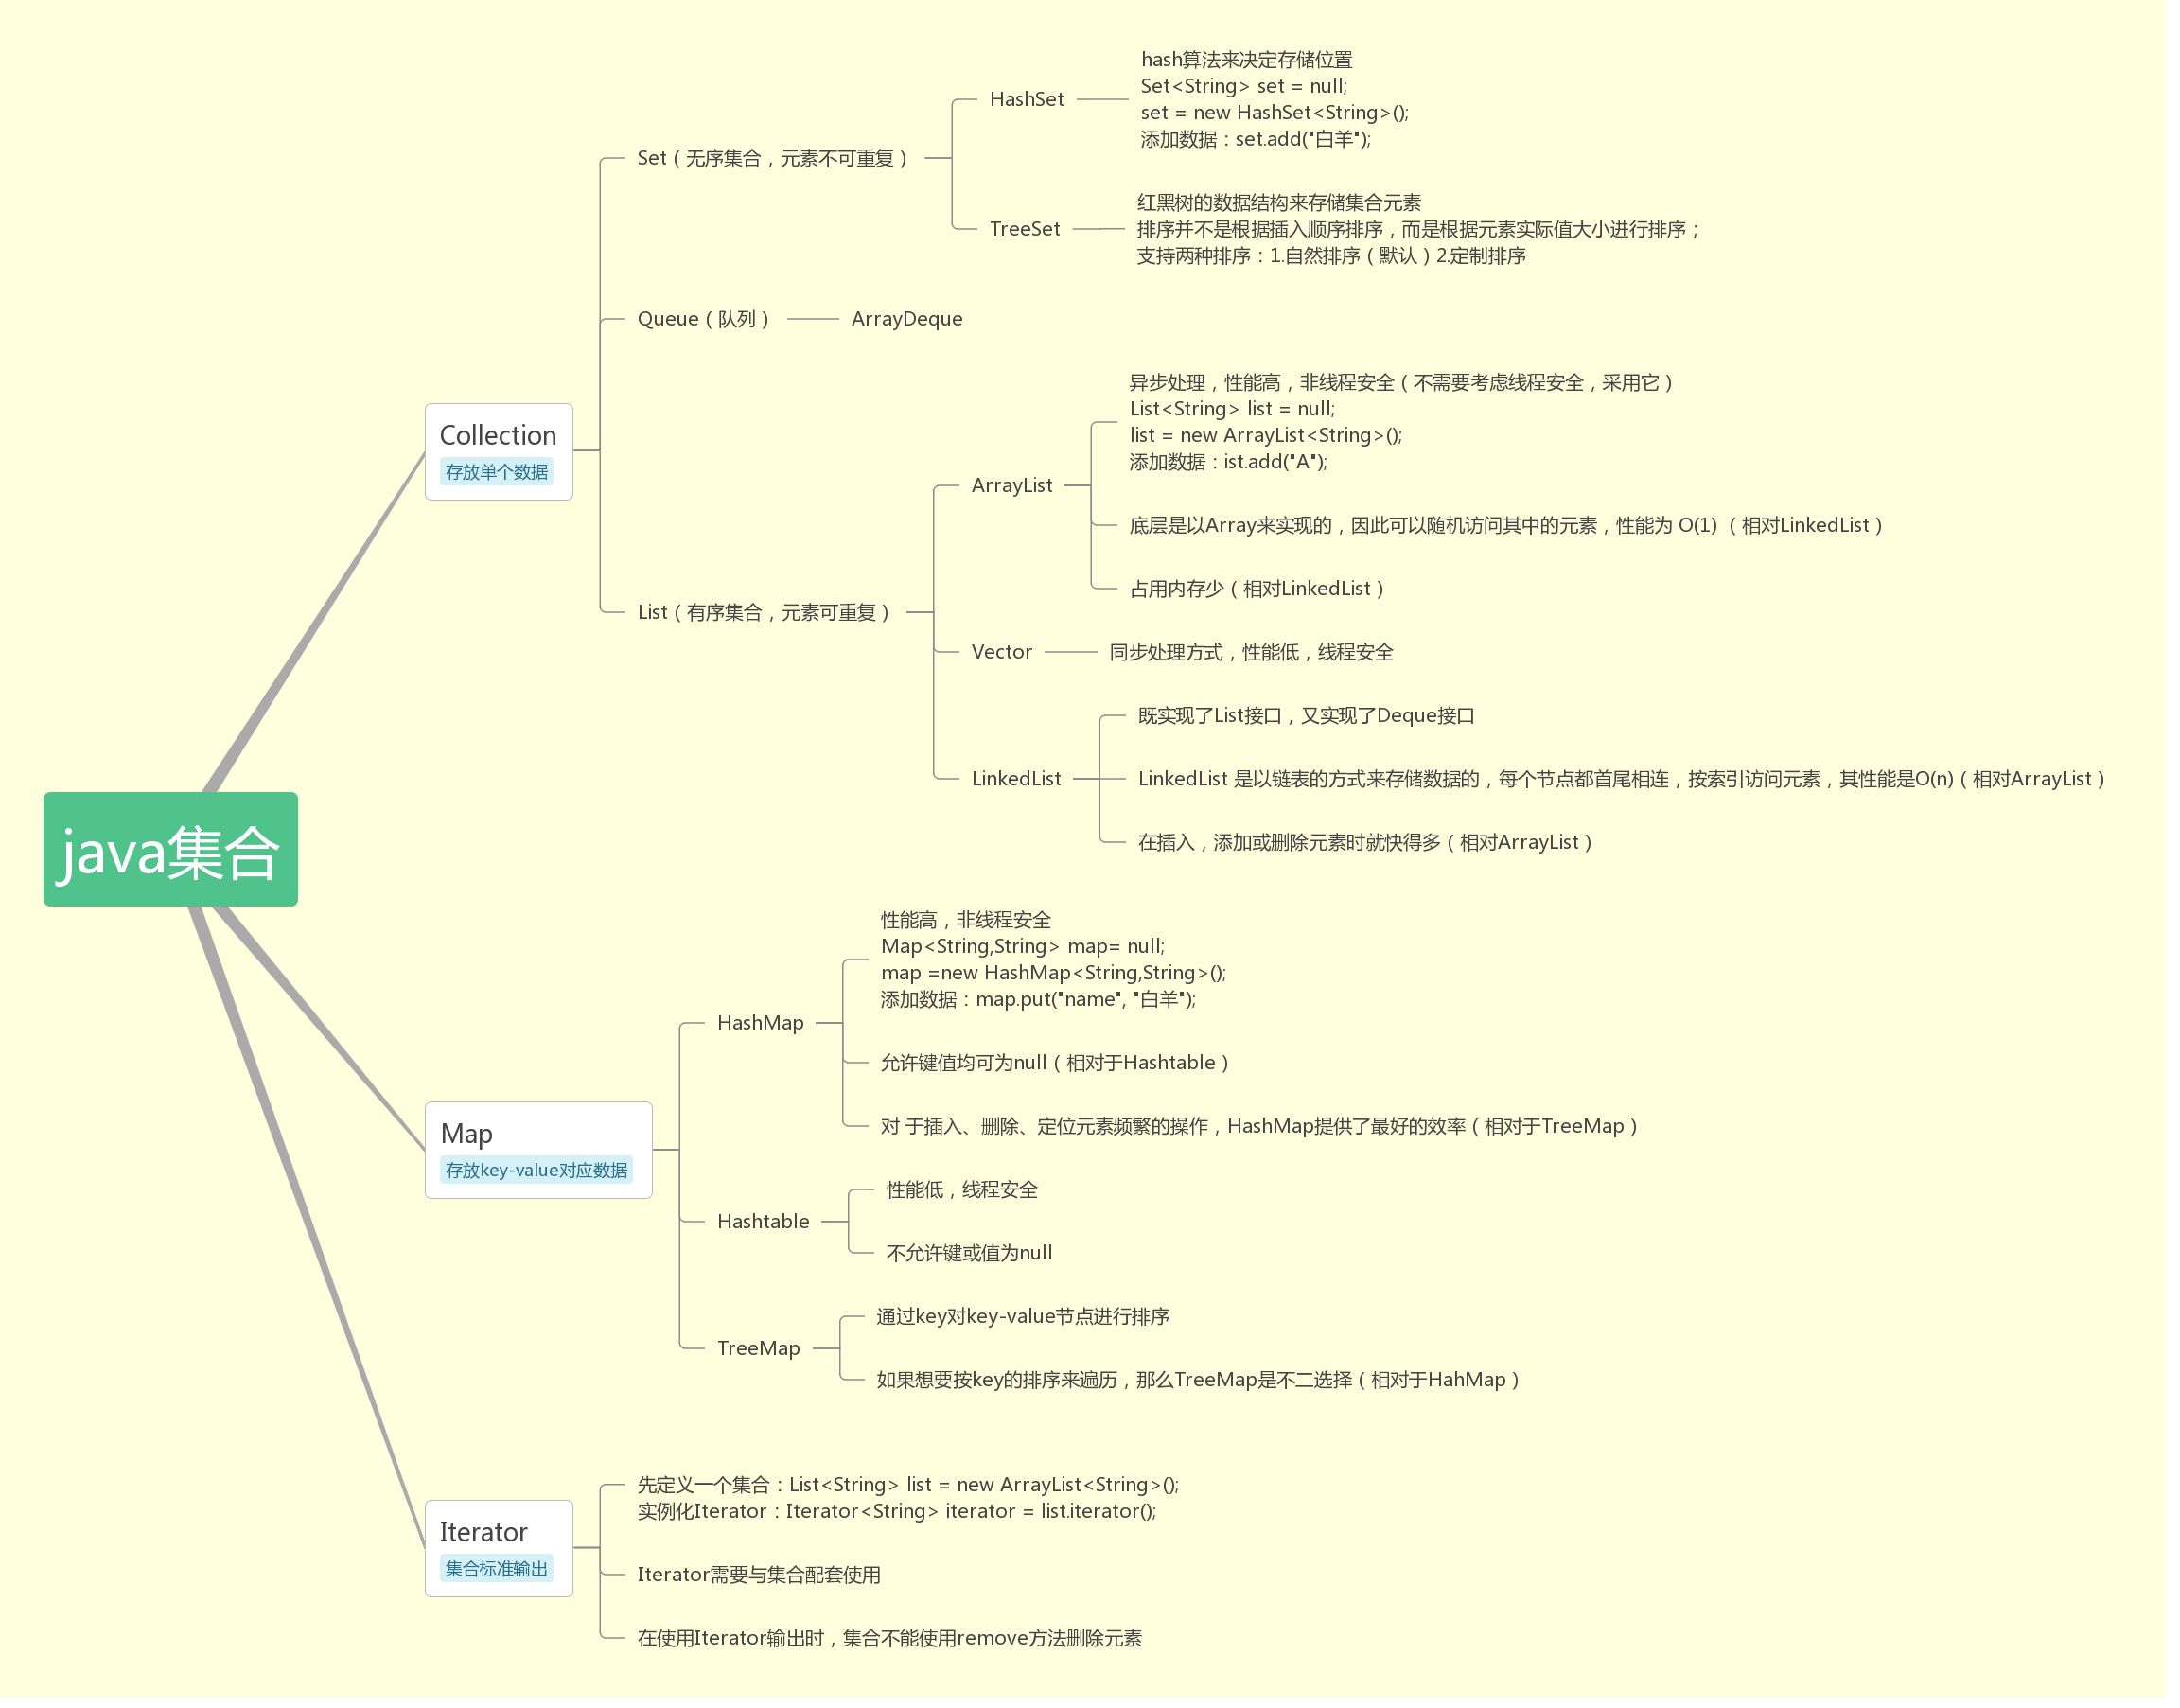 java集合
Collection
存放单个数据
Set（无序集合，元素不可重复）
HashSet
hash算法来决定存储位置
Set<String> set = null;
set = new HashSet<String>();
添加数据：set.add("白羊");
TreeSet
红黑树的数据结构来存储集合元素
排序并不是根据插入顺序排序，而是根据元素实际值大小进行排序；
支持两种排序：1.自然排序（默认）2.定制排序
Queue（队列）
ArrayDeque
List（有序集合，元素可重复）
ArrayList
异步处理，性能高，非线程安全（不需要考虑线程安全，采用它）
List<String> list = null;
list = new ArrayList<String>();
添加数据：ist.add("A");
底层是以Array来实现的，因此可以随机访问其中的元素，性能为 O(1) （相对LinkedList）
占用内存少（相对LinkedList）
Vector
同步处理方式，性能低，线程安全
LinkedList
既实现了List接口，又实现了Deque接口
LinkedList 是以链表的方式来存储数据的，每个节点都首尾相连，按索引访问元素，其性能是O(n)（相对ArrayList）
在插入，添加或删除元素时就快得多（相对ArrayList）
Map
存放key-value对应数据
HashMap
性能高，非线程安全
Map<String,String> map= null;
map =new HashMap<String,String>();
添加数据：map.put("name", "白羊");
允许键值均可为null（相对于Hashtable）
对 于插入、删除、定位元素频繁的操作，HashMap提供了最好的效率（相对于TreeMap）
Hashtable
性能低，线程安全
不允许键或值为null
TreeMap
通过key对key-value节点进行排序
如果想要按key的排序来遍历，那么TreeMap是不二选择（相对于HahMap）
Iterator
集合标准输出
先定义一个集合：List<String> list = new ArrayList<String>();
实例化Iterator：Iterator<String> iterator = list.iterator();
Iterator需要与集合配套使用
在使用Iterator输出时，集合不能使用remove方法删除元素